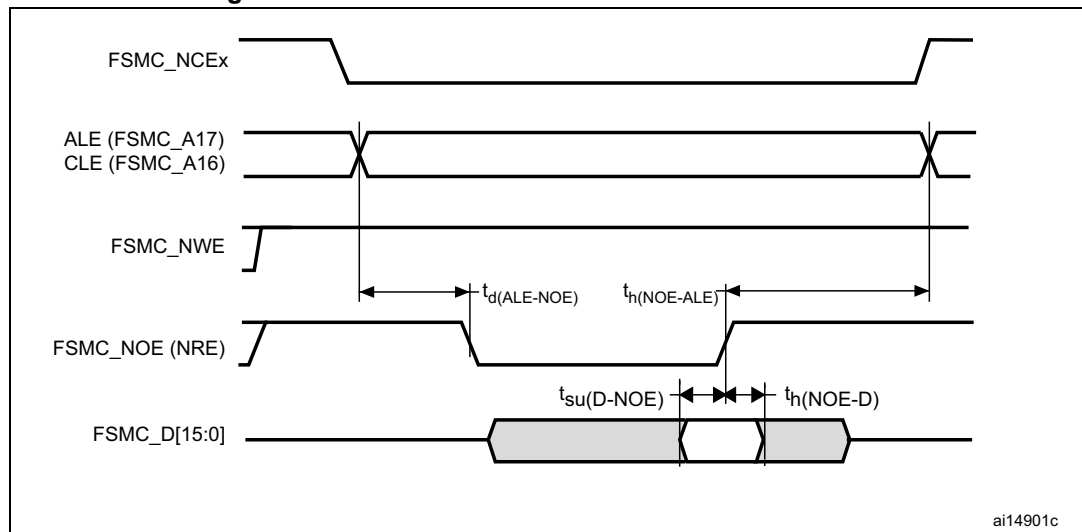 FSMC_NCEx
ALE (FSMC_A17)
CLE (FSMC_A16)
FSMC_NWE
td(ALE-NOE)
th(NOE-ALE)
FSMC_NOE (NRE)
tsu(D-NOE)
th(NOE-D)
FSMC_D[15:0]
ai14901c